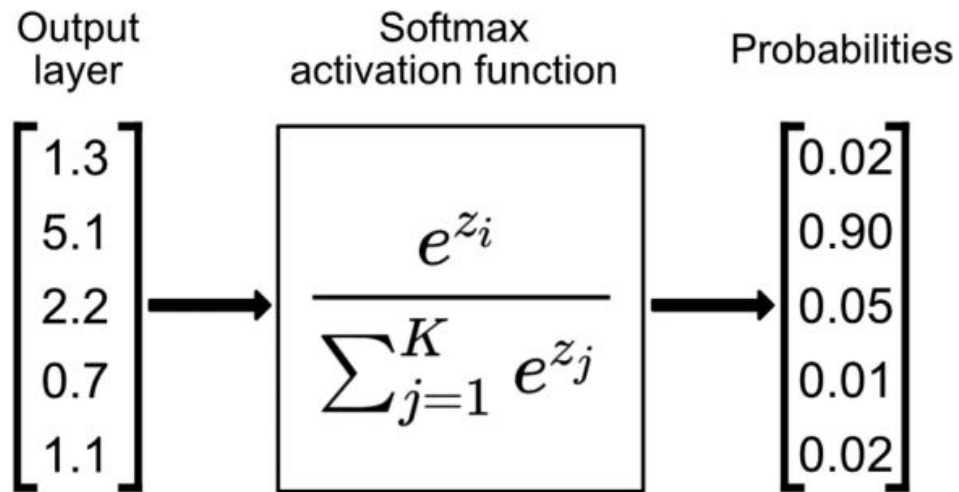 Output
layer
Softmax
activation function
Probabilities
1.3
5.1
2.2
0.7
1.1
e^{z_i}
∑_{j=1}^{K} e^{z_j}
0.02
0.90
0.05
0.01
0.02